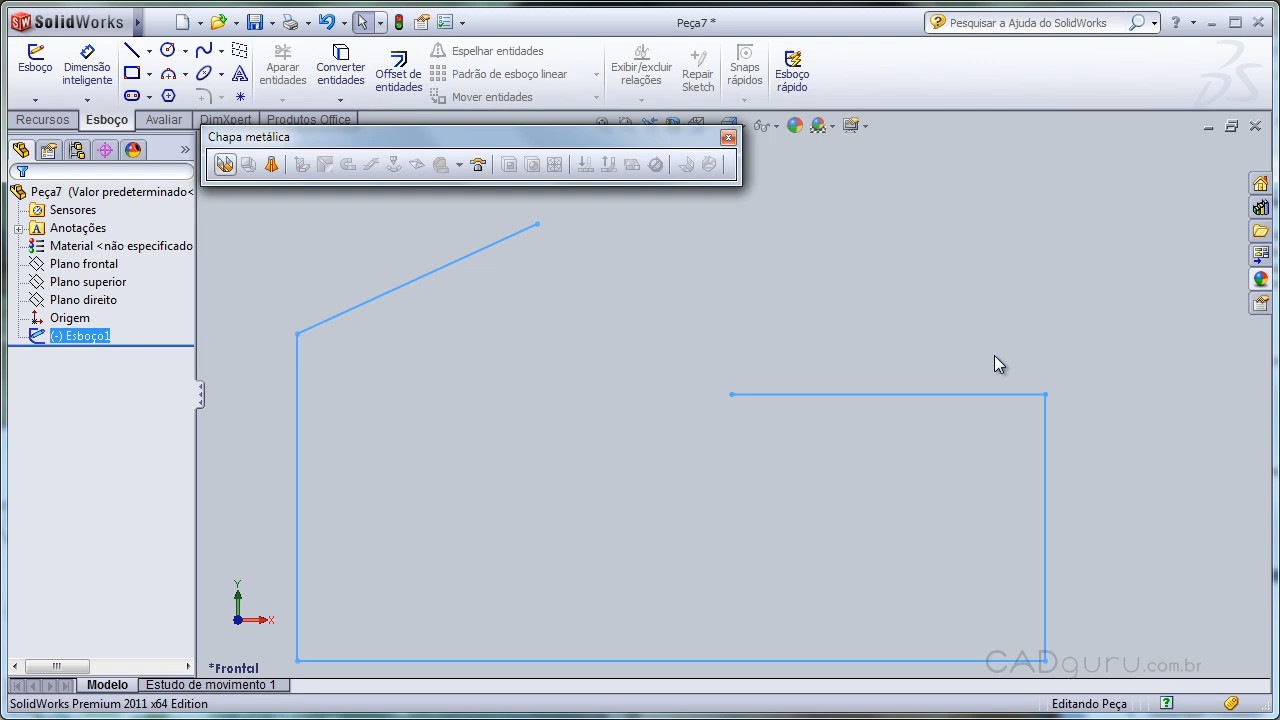 SW SolidWorks
Peça7 *
Pesquisar a Ajuda do SolidWorks
Esboço
Dimensão inteligente
Aparar entidades
Converter entidades
Offset de entidades
Espelhar entidades
Padrão de esboço linear
Mover entidades
Exibir/excluir relações
Repair Sketch
Snaps rápidos
Esboço rápido
Recursos
Esboço
Avaliar
DimXpert
Produtos Office
Chapa metálica
Peça7 (Valor predeterminado<
Sensores
Anotações
Material <não especificado
Plano frontal
Plano superior
Plano direito
Origem
(-) Esboço1
Y
X
*Frontal
CADguru.com.br
Modelo
Estudo de movimento 1
SolidWorks Premium 2011 x64 Edition
Editando Peça